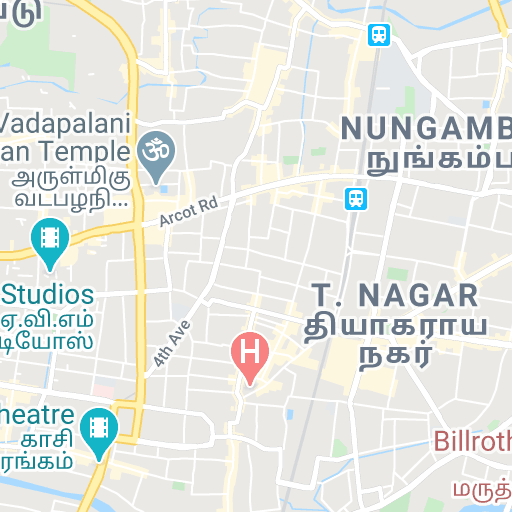 Vadapalani
an Temple
அருள்மிகு
வடபழநி...
NUNGAMB
நுங்கம்ப
Arcot Rd
Studios
ஏ.வி.எம்
டியோஸ்
T. NAGAR
தியாகராய
நகர்
4th Ave
H
heatre
காசி
ரங்கம்
Billroth
மருத்